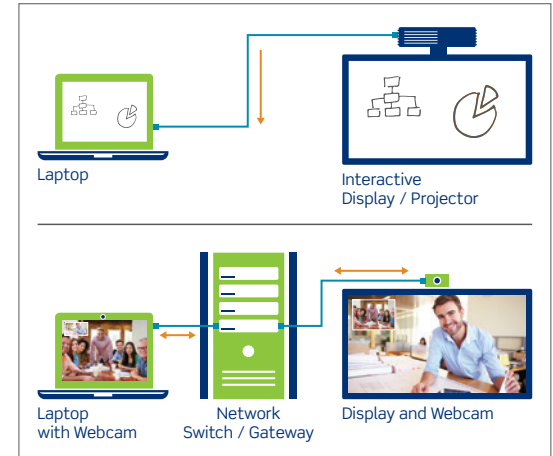 Laptop
Interactive
Display / Projector
Laptop
with Webcam
Network
Switch / Gateway
Display and Webcam